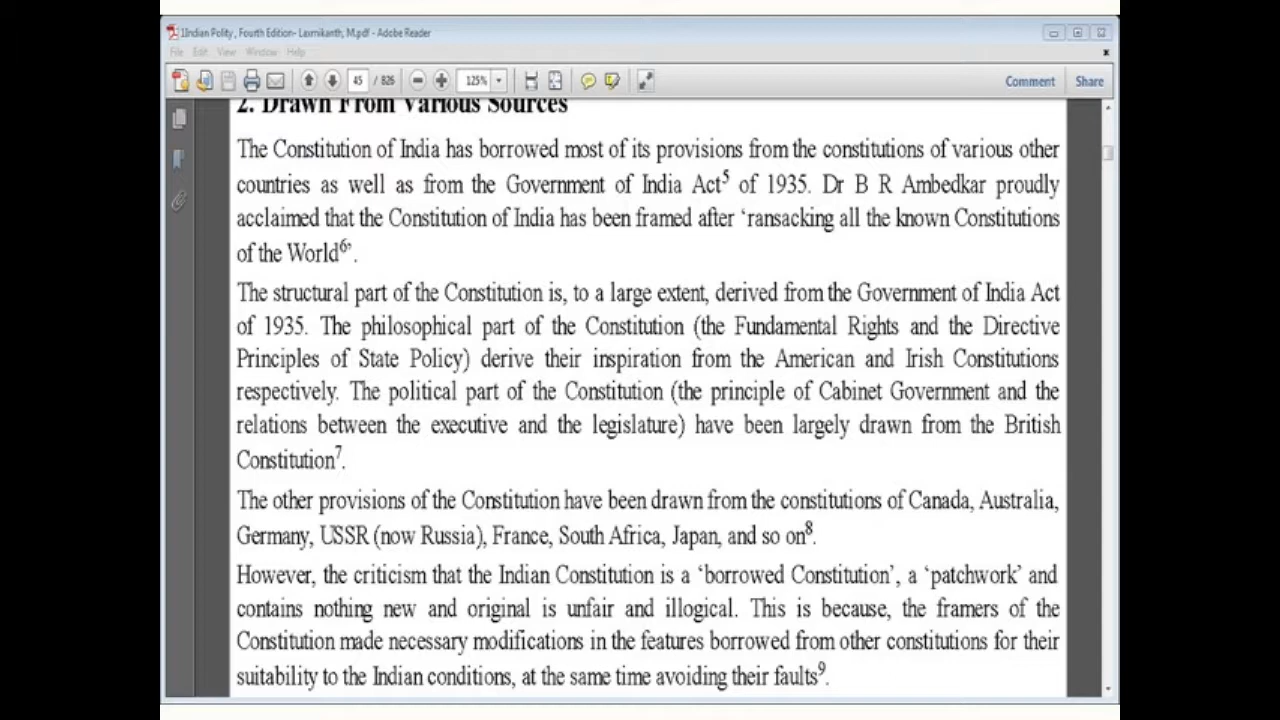 1Indian Polity , Fourth Edition- Laxmikanth, M.pdf - Adobe Reader
File Edit View Window Help
45 / 826 125% Comment Share
2. Drawn From Various Sources
The Constitution of India has borrowed most of its provisions from the constitutions of various other
countries as well as from the Government of India Act5 of 1935. Dr B R Ambedkar proudly
acclaimed that the Constitution of India has been framed after ‘ransacking all the known Constitutions
of the World6’.
The structural part of the Constitution is, to a large extent, derived from the Government of India Act
of 1935. The philosophical part of the Constitution (the Fundamental Rights and the Directive
Principles of State Policy) derive their inspiration from the American and Irish Constitutions
respectively. The political part of the Constitution (the principle of Cabinet Government and the
relations between the executive and the legislature) have been largely drawn from the British
Constitution7.
The other provisions of the Constitution have been drawn from the constitutions of Canada, Australia,
Germany, USSR (now Russia), France, South Africa, Japan, and so on8.
However, the criticism that the Indian Constitution is a ‘borrowed Constitution’, a ‘patchwork’ and
contains nothing new and original is unfair and illogical. This is because, the framers of the
Constitution made necessary modifications in the features borrowed from other constitutions for their
suitability to the Indian conditions, at the same time avoiding their faults9.